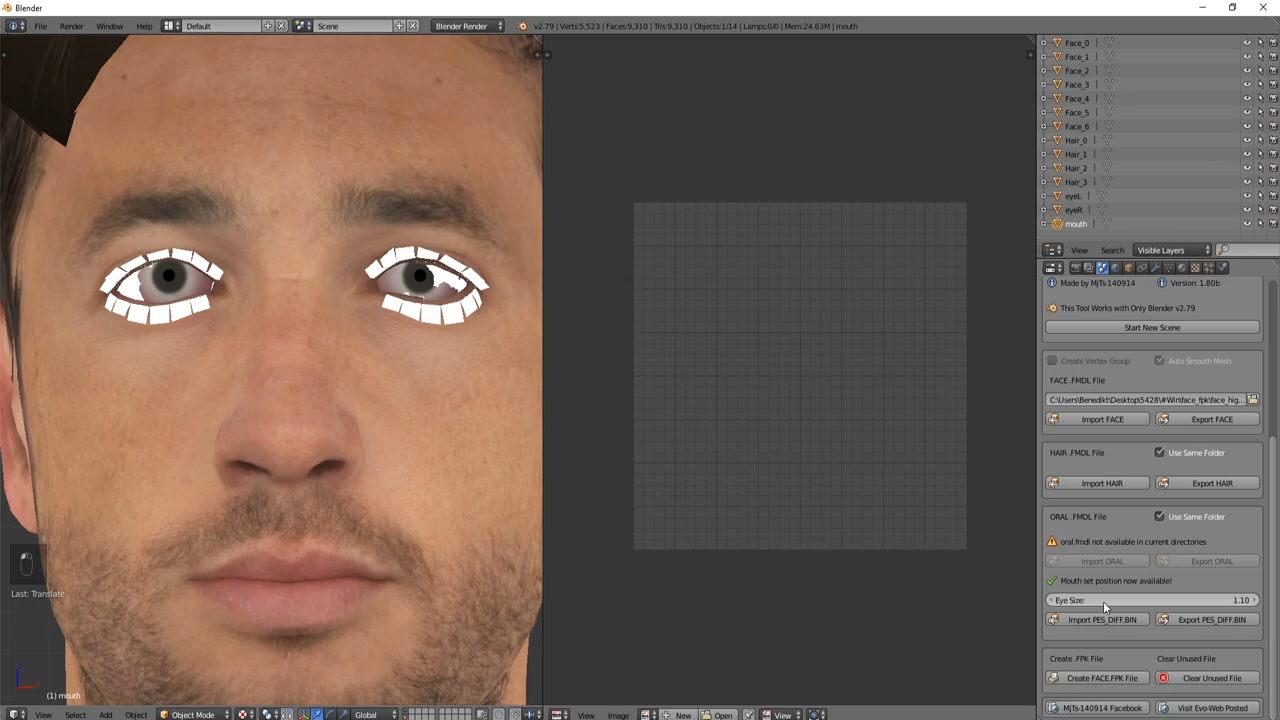 Blender
File Render Window Help Default Scene Blender Render v2.79 | Verts:5,523 | Faces:9,310 | Tris:9,310 | Objects:1/14 | Lamps:0/0 | Mem:24.63M | mouth
Face_0
Face_1
Face_2
Face_3
Face_4
Face_5
Face_6
Hair_0
Hair_1
Hair_2
Hair_3
eyeL
eyeR
mouth
View Search Visible Layers
Made by MjTs-140914 Version: 1.80b
This Tool Works with Only Blender v2.79
Start New Scene
Create Vertex Group Auto Smooth Mesh
FACE .FMDL File
C:\Users\Benedikt\Desktop\5428\#Win\face_fpk\face_hig...
Import FACE Export FACE
HAIR .FMDL File Use Same Folder
Import HAIR Export HAIR
ORAL .FMDL File Use Same Folder
oral.fmdl not available in current directories
Import ORAL Export ORAL
Mouth set position now available!
Eye Size: 1.10
Import PES_DIFF.BIN Export PES_DIFF.BIN
Create .FPK File Clear Unused File
Create FACE.FPK File Clear Unused File
MjTs-140914 Facebook Visit Evo-Web Posted
Last: Translate
(1) mouth
View Select Add Object Object Mode Global View Image New Open View